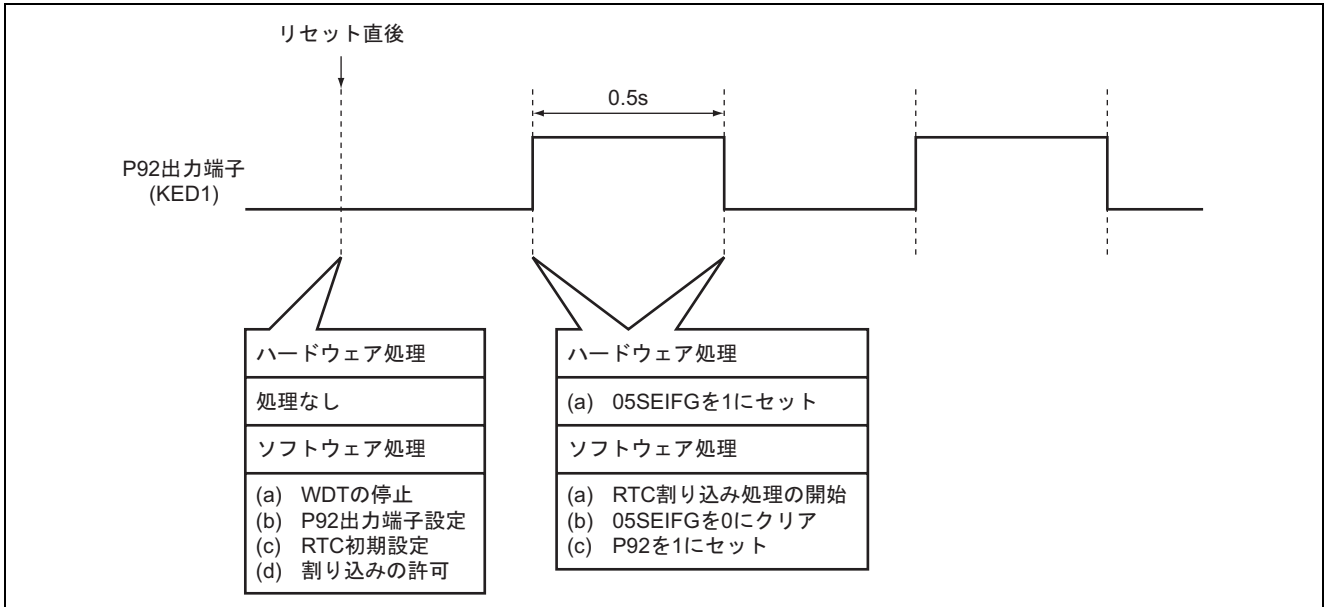 リセット直後
0.5s
P92出力端子
(KED1)
ハードウェア処理
処理なし
ソフトウェア処理
(a) WDTの停止
(b) P92出力端子設定
(c) RTC初期設定
(d) 割り込みの許可
ハードウェア処理
(a) 05SEIFGを1にセット
ソフトウェア処理
(a) RTC割り込み処理の開始
(b) 05SEIFGを0にクリア
(c) P92を1にセット